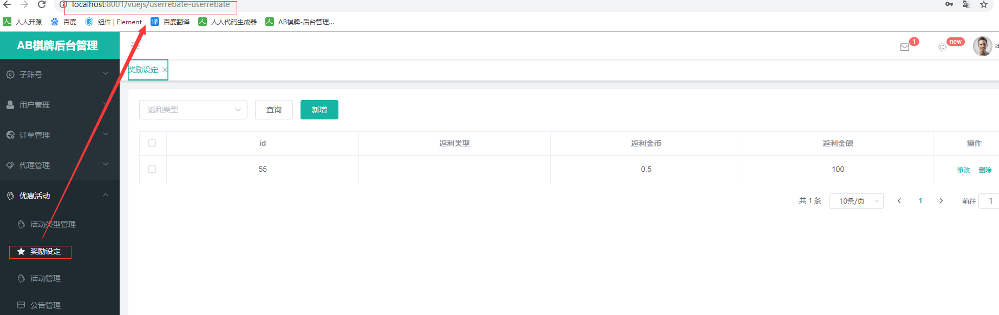 localhost:8001/vuejs/userrebate-userrebate
人人开源 百度 组件 | Element 译 百度翻译 人人代码生成器 AB棋牌-后台管理...
AB棋牌后台管理
1
new
a
子账号
用户管理
订单管理
代理管理
优惠活动
活动类型管理
奖励设定
活动管理
公告管理
奖励设定 ×
返利类型 查询 新增
id 返利类型 返利金币 返利金额 操作
55 0.5 100 修改 删除
共 1 条 10条/页 1 前往 1